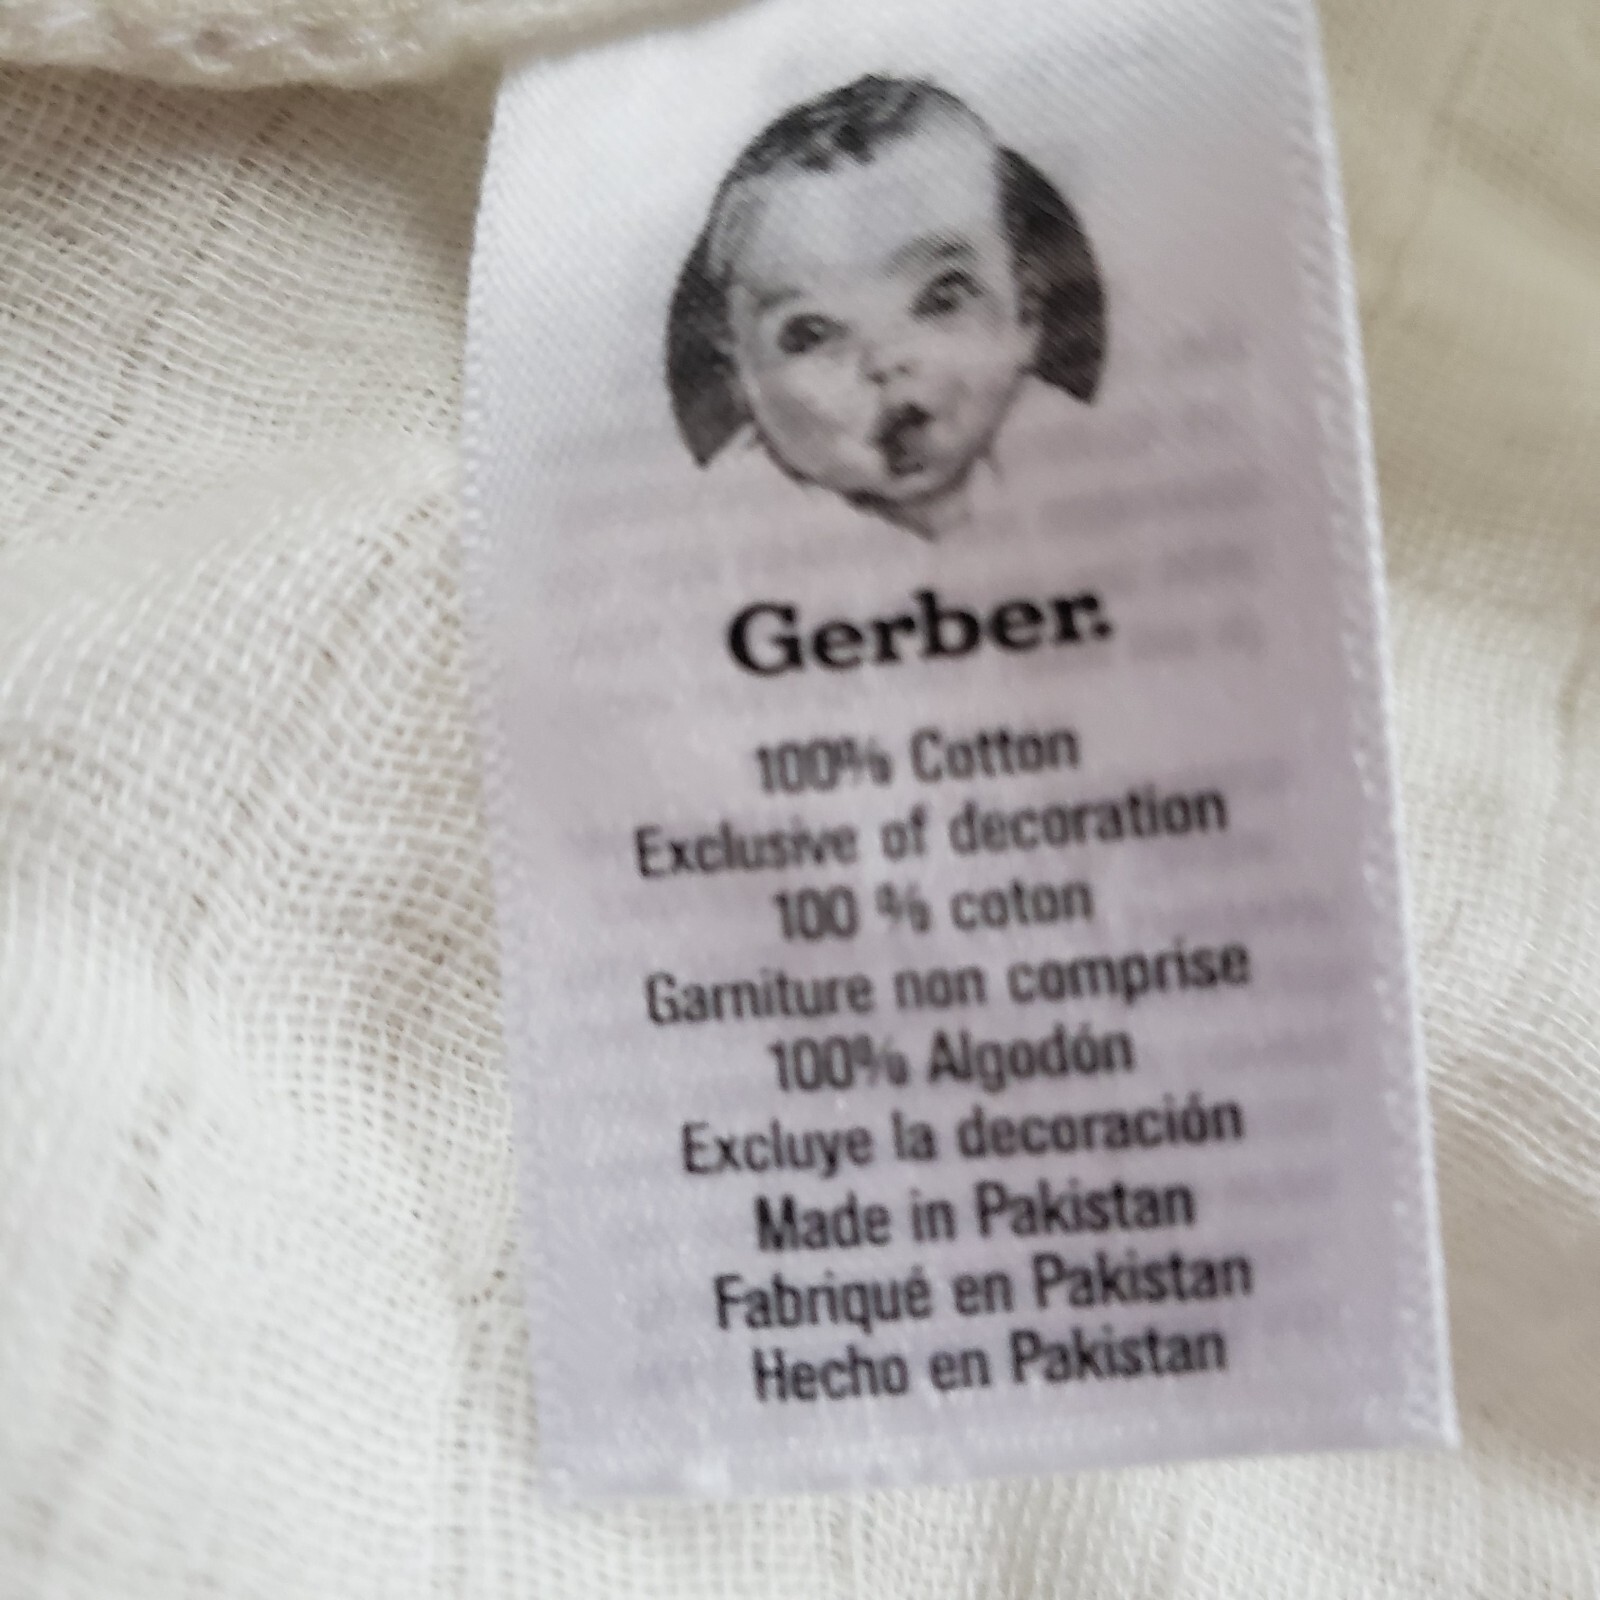 Gerber.
100% Cotton
Exclusive of decoration
100 % coton
Garniture non comprise
100% Algodón
Excluye la decoración
Made in Pakistan
Fabriqué en Pakistan
Hecho en Pakistan